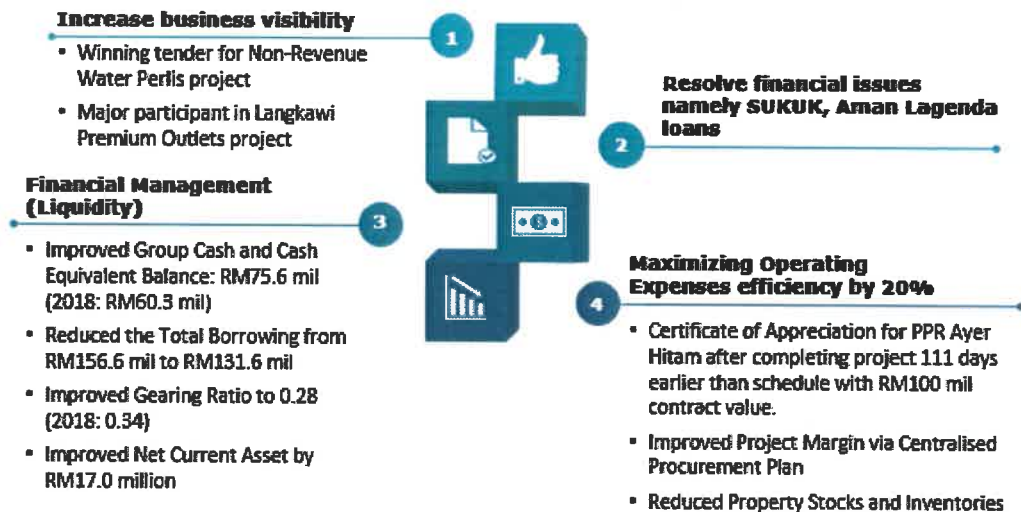 Increase business visibility
• Winning tender for Non-Revenue
Water Perlis project
• Major participant in Langkawi
Premium Outlets project
1
Resolve financial issues
namely SUKUK, Aman Lagenda
loans
2
Financial Management
(Liquidity)
3
• Improved Group Cash and Cash
Equivalent Balance: RM75.6 mil
(2018: RM60.3 mil)
• Reduced the Total Borrowing from
RM156.6 mil to RM131.6 mil
• Improved Gearing Ratio to 0.28
(2018: 0.34)
• Improved Net Current Asset by
RM17.0 million
Maximizing Operating
Expenses efficiency by 20%
4
• Certificate of Appreciation for PPR Ayer
Hitam after completing project 111 days
earlier than schedule with RM100 mil
contract value.
• Improved Project Margin via Centralised
Procurement Plan
• Reduced Property Stocks and Inventories